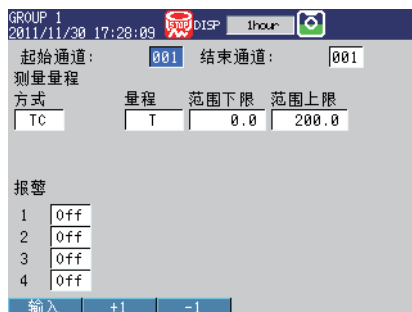 GROUP 1
2011/11/30 17:28:09 STOP DISP 1hour
起始通道: 001 结束通道: 001
测量量程
方式 量程 范围下限 范围上限
TC T 0.0 200.0
报警
1 Off
2 Off
3 Off
4 Off
输入 +1 -1